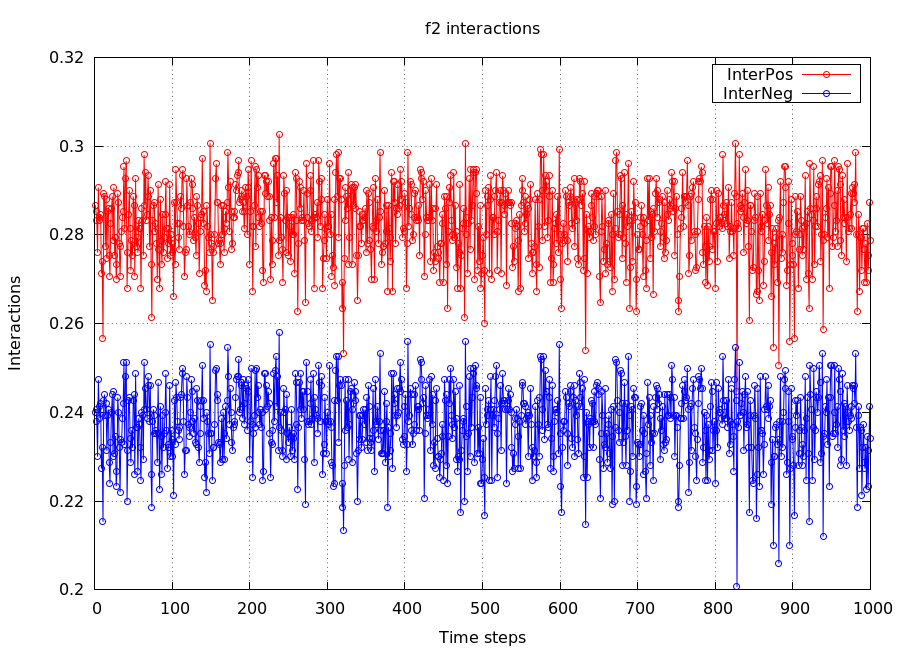 f2 interactions
0.32
0.3
0.28
0.26
0.24
0.22
0.2
Interactions
InterPos
InterNeg
0 100 200 300 400 500 600 700 800 900 1000
Time steps